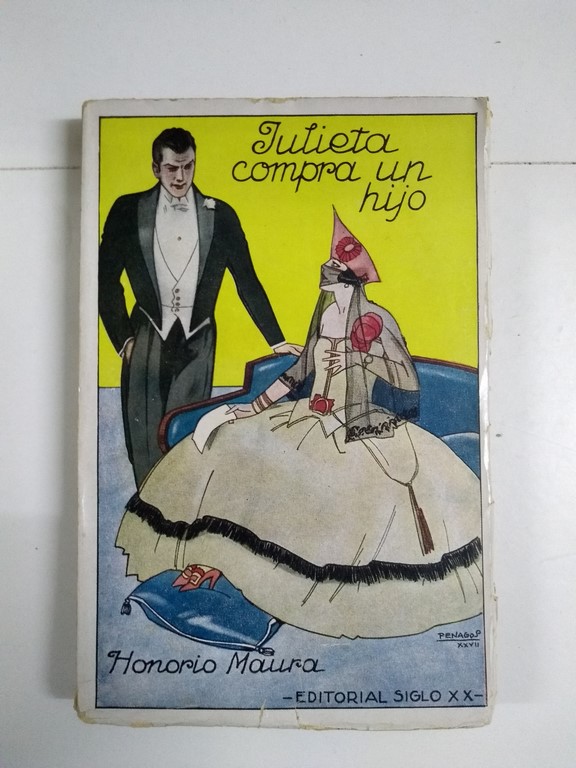 Julieta
compra un
hijo
PENAGOS
XXVII
Honorio Maura
-EDITORIAL SIGLO XX-